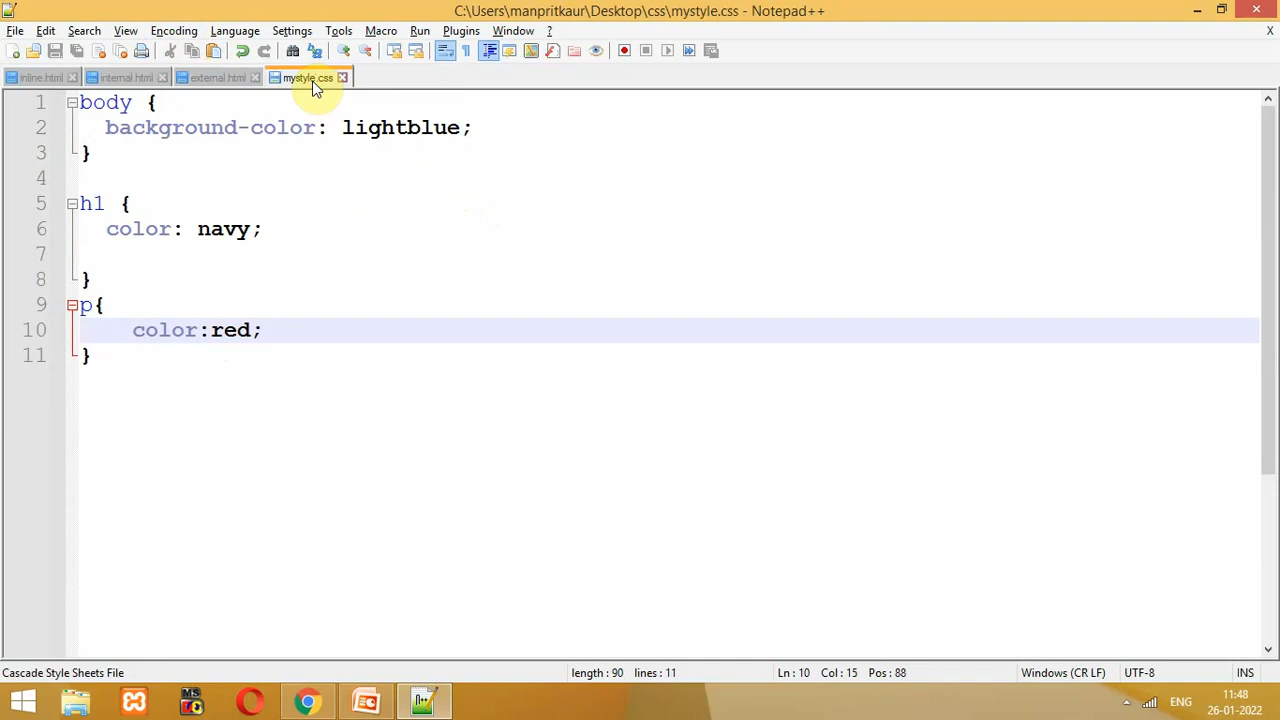 C:\Users\manpritkaur\Desktop\css\mystyle.css - Notepad++
File Edit Search View Encoding Language Settings Tools Macro Run Plugins Window ? X
inline.html internal.html external.html mystyle.css
1 body {
2 background-color: lightblue;
3 }
4
5 h1 {
6 color: navy;
7
8 }
9 p{
10 color:red;
11 }
Cascade Style Sheets File length : 90 lines : 11 Ln : 10 Col : 15 Pos : 88 Windows (CR LF) UTF-8 INS
MS
ENG 11:48
26-01-2022